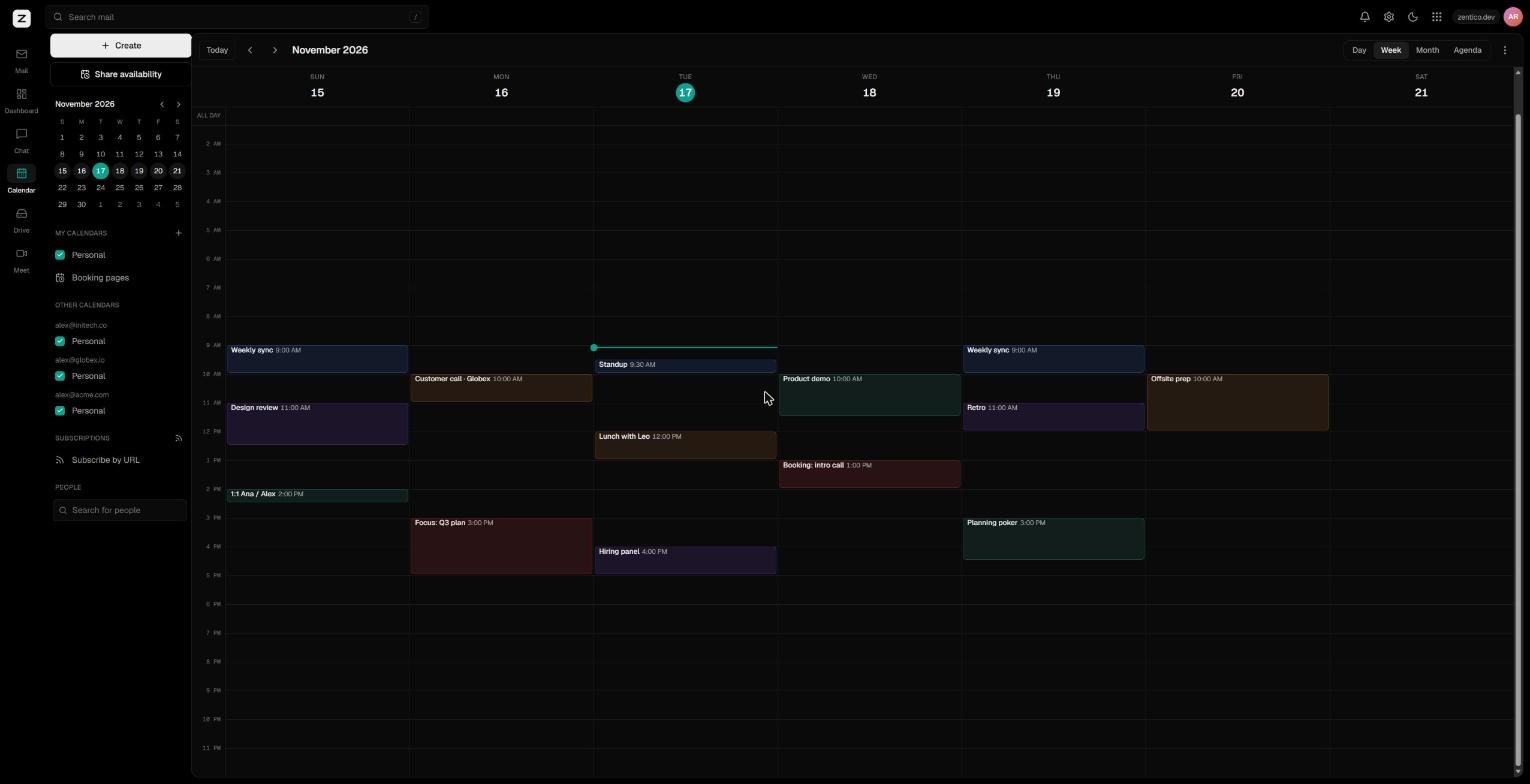 Z
Search mail
/
zentico.dev
AR
Mail
Dashboard
Chat
Calendar
Drive
Meet
Create
Share availability
November 2026
S M T W T F S
1 2 3 4 5 6 7
8 9 10 11 12 13 14
15 16 17 18 19 20 21
22 23 24 25 26 27 28
29 30 1 2 3 4 5
MY CALENDARS
Personal
Booking pages
OTHER CALENDARS
alex@initech.co
Personal
alex@globex.io
Personal
alex@acme.com
Personal
SUBSCRIPTIONS
Subscribe by URL
PEOPLE
Search for people
Today
November 2026
Day Week Month Agenda
SUN MON TUE WED THU FRI SAT
15 16 17 18 19 20 21
ALL DAY
2 AM
3 AM
4 AM
5 AM
6 AM
7 AM
8 AM
9 AM
10 AM
11 AM
12 PM
1 PM
2 PM
3 PM
4 PM
5 PM
6 PM
7 PM
8 PM
9 PM
10 PM
11 PM
Weekly sync 9:00 AM
Design review 11:00 AM
1:1 Ana / Alex 2:00 PM
Customer call · Globex 10:00 AM
Focus: Q3 plan 3:00 PM
Standup 9:30 AM
Lunch with Leo 12:00 PM
Hiring panel 4:00 PM
Product demo 10:00 AM
Booking: intro call 1:00 PM
Weekly sync 9:00 AM
Retro 11:00 AM
Planning poker 3:00 PM
Offsite prep 10:00 AM